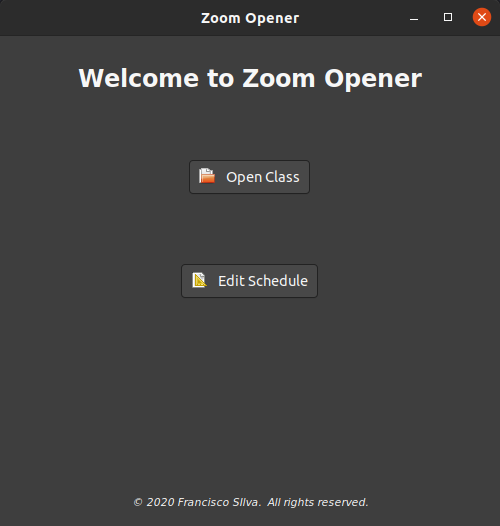 Zoom Opener
Welcome to Zoom Opener
Open Class
Edit Schedule
© 2020 Francisco SIlva. All rights reserved.